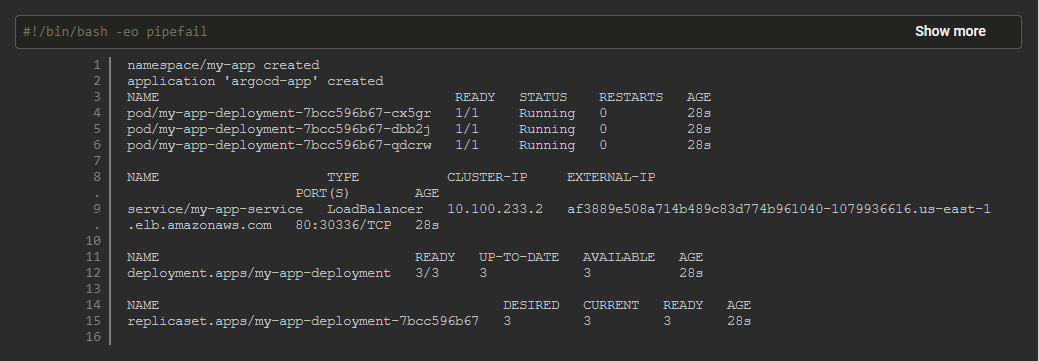 #!/bin/bash -eo pipefail Show more
1 namespace/my-app created
2 application 'argocd-app' created
3 NAME READY STATUS RESTARTS AGE
4 pod/my-app-deployment-7bcc596b67-cx5gr 1/1 Running 0 28s
5 pod/my-app-deployment-7bcc596b67-dbb2j 1/1 Running 0 28s
6 pod/my-app-deployment-7bcc596b67-qdcrw 1/1 Running 0 28s
7
8 NAME TYPE CLUSTER-IP EXTERNAL-IP
. PORT(S) AGE
9 service/my-app-service LoadBalancer 10.100.233.2 af3889e508a714b489c83d774b961040-1079936616.us-east-1
. .elb.amazonaws.com 80:30336/TCP 28s
10
11 NAME READY UP-TO-DATE AVAILABLE AGE
12 deployment.apps/my-app-deployment 3/3 3 3 28s
13
14 NAME DESIRED CURRENT READY AGE
15 replicaset.apps/my-app-deployment-7bcc596b67 3 3 3 28s
16